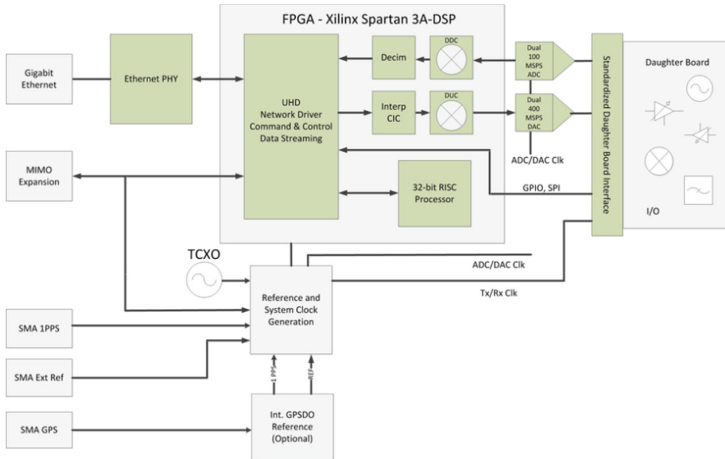 FPGA - Xilinx Spartan 3A-DSP
Gigabit
Ethernet
Ethernet PHY
UHD
Network Driver
Command & Control
Data Streaming
Decim
DDC
Dual
100
MSPS
ADC
Interp
CIC
DUC
Dual
400
MSPS
DAC
ADC/DAC Clk
Standardized Daughter Board Interface
Daughter Board
I/O
MIMO
Expansion
32-bit RISC
Processor
GPIO, SPI
TCXO
ADC/DAC Clk
Tx/Rx Clk
Reference and
System Clock
Generation
SMA 1PPS
SMA Ext Ref
1 PPS
REF
SMA GPS
Int. GPSDO
Reference
(Optional)